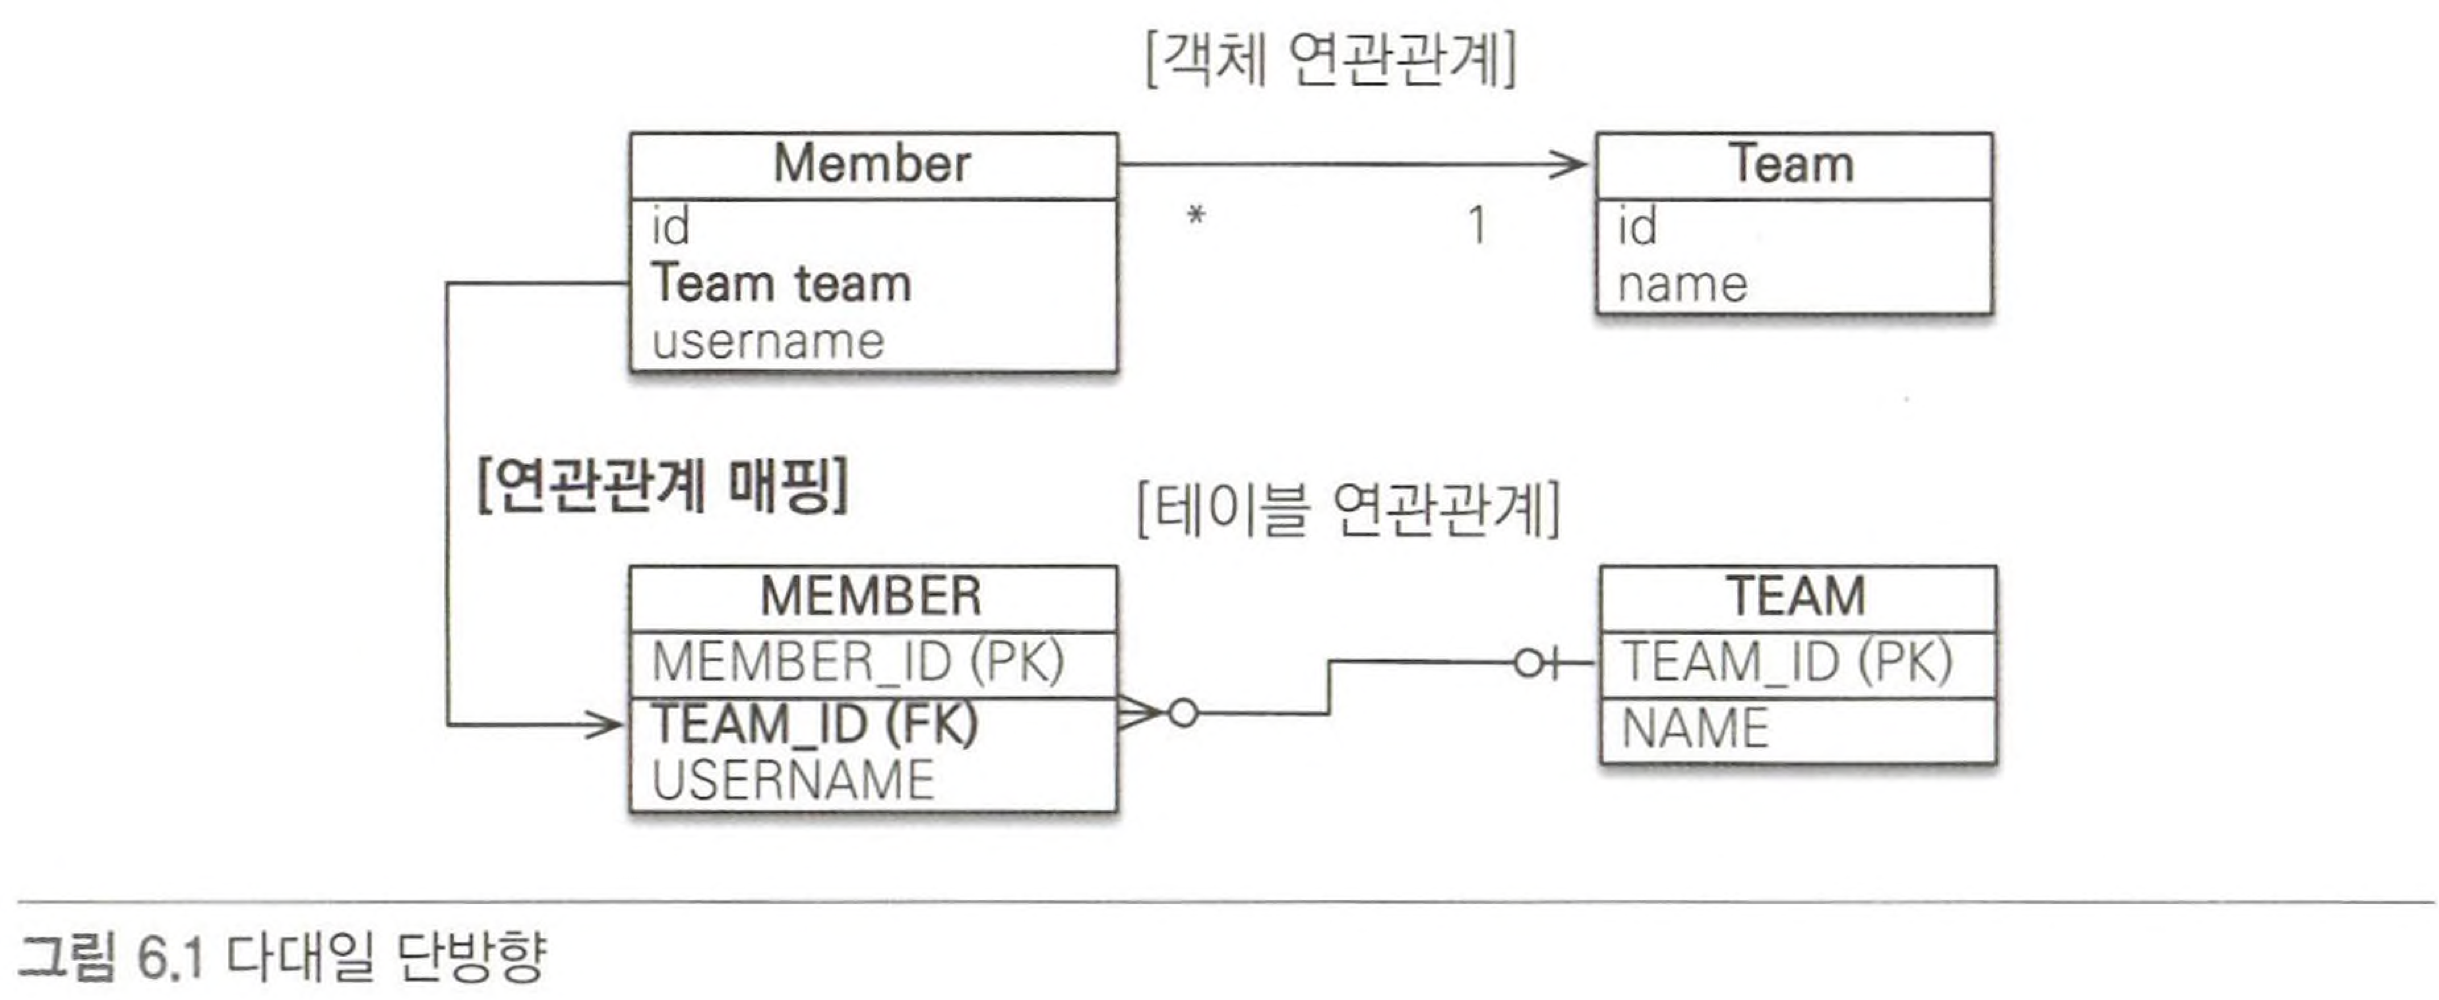 [객체 연관관계]
Member
Team
id
Team team
username
*
1
id
name
[연관관계 매핑]
[테이블 연관관계]
MEMBER
MEMBER_ID (PK)
TEAM_ID (FK)
USERNAME
TEAM
TEAM_ID (PK)
NAME
그림 6.1 다대일 단방향